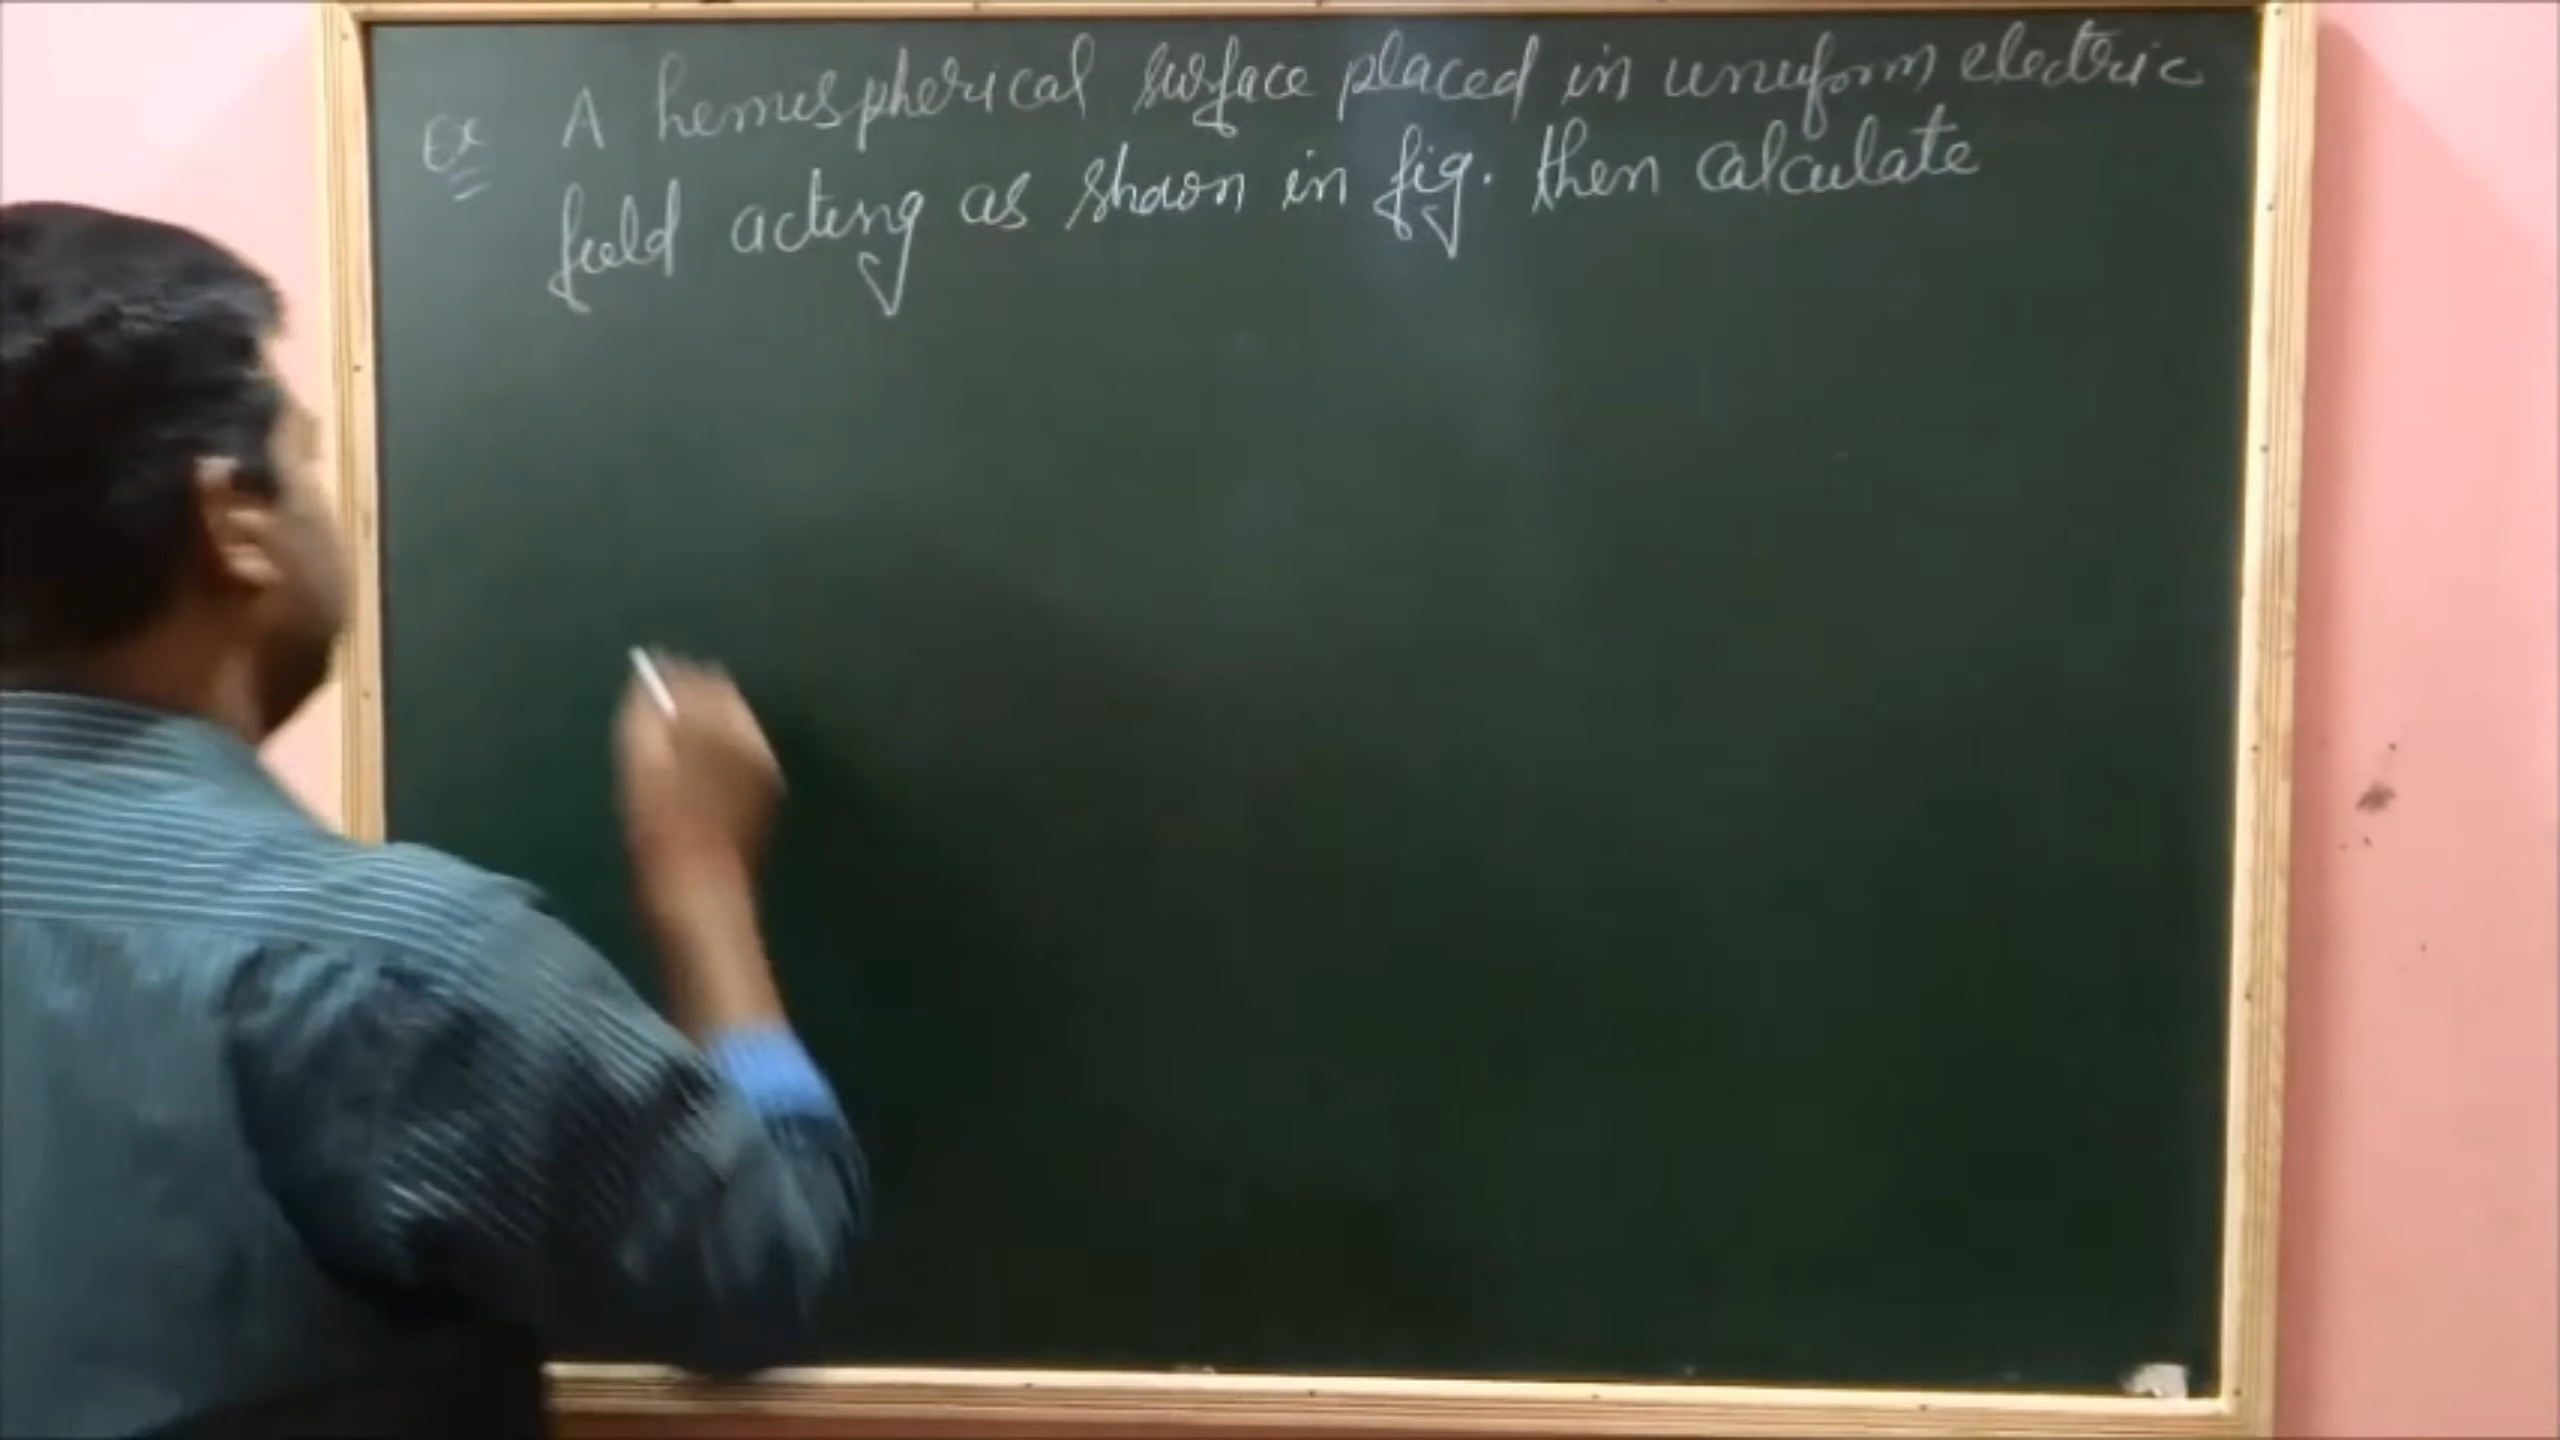 Ex A hemispherical surface placed in uniform electric
field acting as shown in fig. then calculate